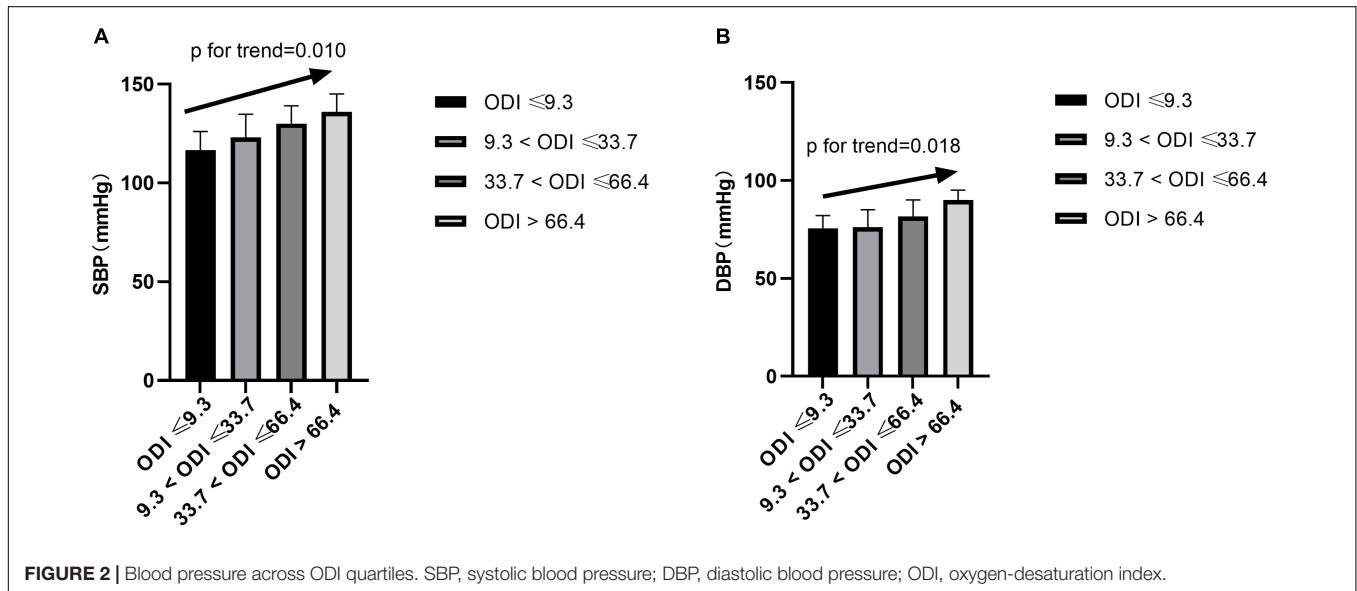 A
p for trend=0.010
150
100
50
0
SBP (mmHg)
ODI ≤9.3
9.3 < ODI ≤33.7
33.7 < ODI ≤66.4
ODI > 66.4
ODI ⩽9.3
9.3 < ODI ⩽33.7
33.7 < ODI ⩽66.4
ODI > 66.4
B
p for trend=0.018
150
100
50
0
DBP (mmHg)
ODI ≤9.3
9.3 < ODI ≤33.7
33.7 < ODI ≤66.4
ODI > 66.4
ODI ⩽9.3
9.3 < ODI ⩽33.7
33.7 < ODI ⩽66.4
ODI > 66.4
FIGURE 2 | Blood pressure across ODI quartiles. SBP, systolic blood pressure; DBP, diastolic blood pressure; ODI, oxygen-desaturation index.